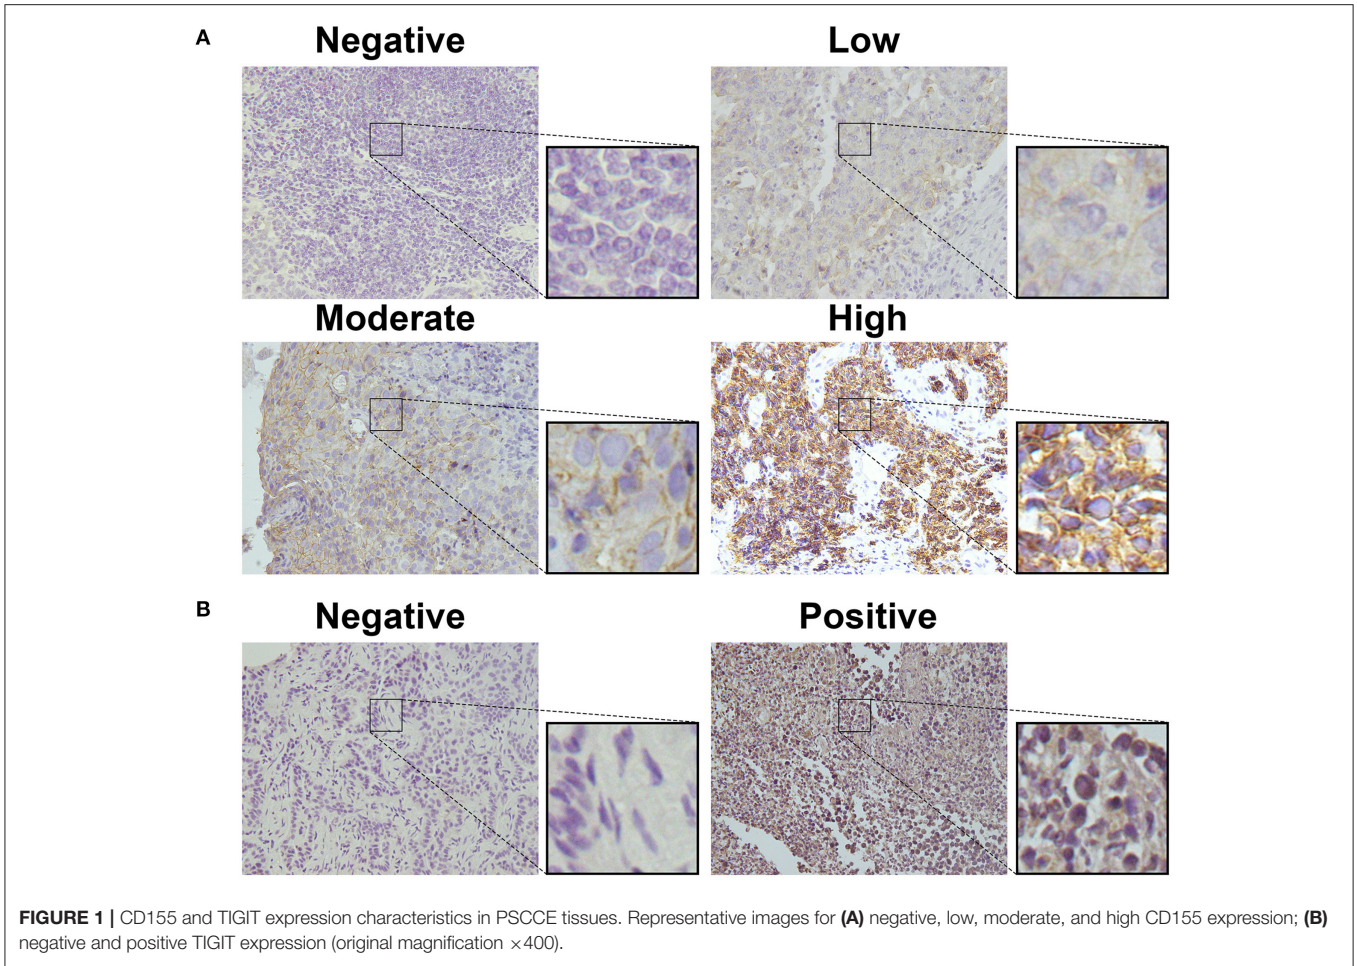 A
Negative
Low
Moderate
High
B
Negative
Positive
FIGURE 1 | CD155 and TIGIT expression characteristics in PSCCE tissues. Representative images for (A) negative, low, moderate, and high CD155 expression; (B)
negative and positive TIGIT expression (original magnification ×400).